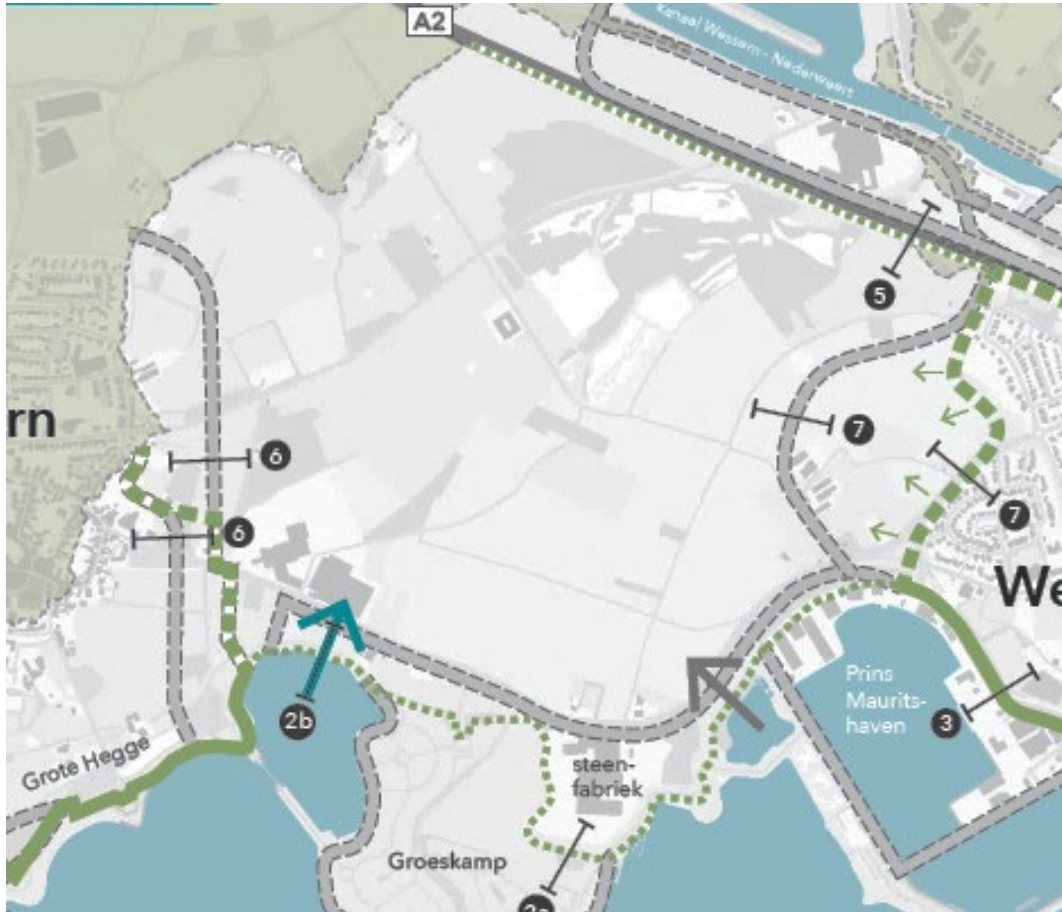 A2
Kanaal Wessem - Nederweert
5
rn
6
7
6
7
We
Prins
Maurits-
haven
2b
3
Grote Hegge
steen-
fabriek
Groeskamp